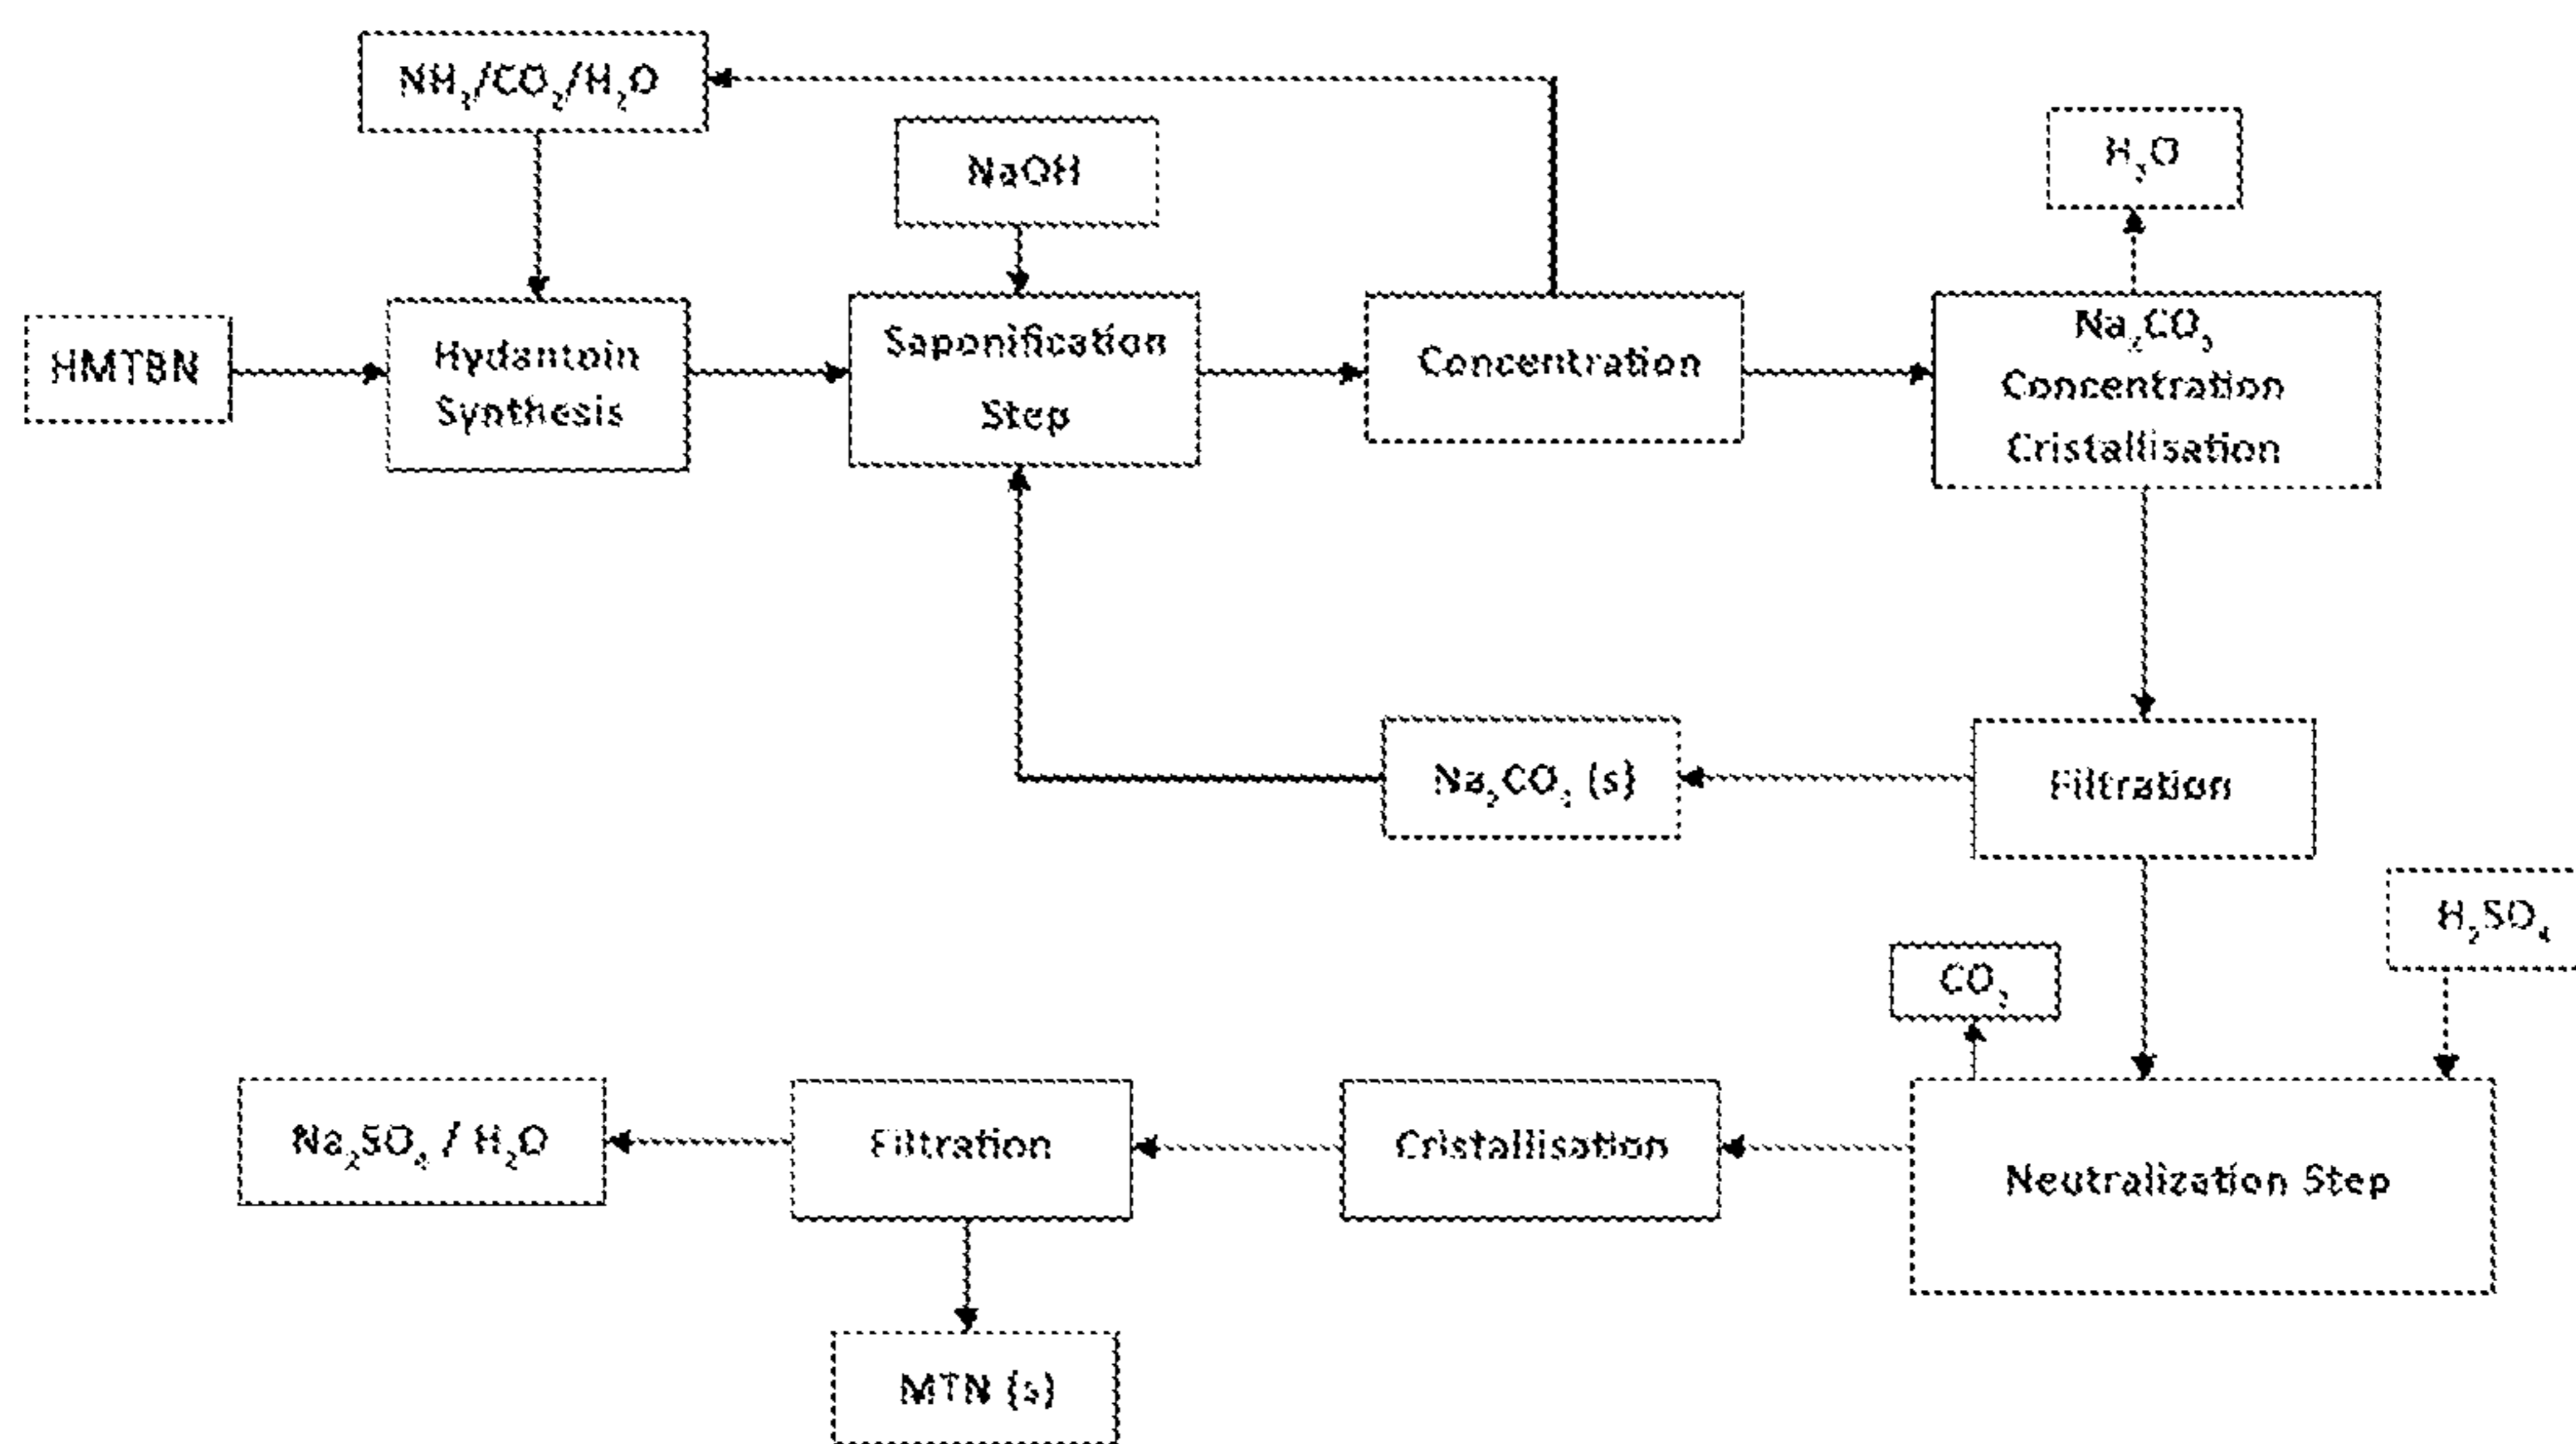 NH₃/CO₂/H₂O
NaOH
H₂O
HMTBN
Hydantoin
Synthesis
Saponification
Step
Concentration
Na₂CO₃
Concentration
Cristallisation
Na₂CO₃ (s)
Filtration
H₂SO₄
CO₂
Na₂SO₄ / H₂O
Filtration
Cristallisation
Neutralization Step
MTN (s)